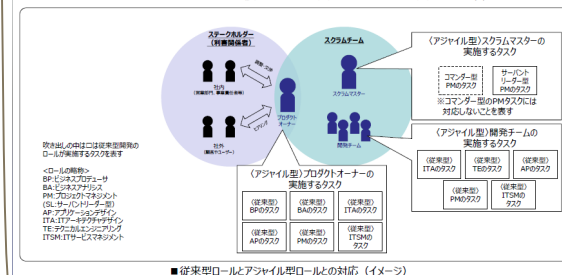 ステークホルダー
(利害関係者)
スクラムチーム
調整・交渉
社内
ヒアリング
社外
プロダクト
オーナー
スクラムマスター
開発チーム
〈アジャイル型〉スクラムマスターの
実施するタスク
コマンダー型
PMのタスク
サーバント
リーダー型
PMのタスク
※コマンダー型のPMタスクには
対応しないことを表す
〈アジャイル型〉開発チームの
実施するタスク
〈従来型〉
ITAのタスク
〈従来型〉
TEのタスク
〈従来型〉
APのタスク
〈従来型〉
PMのタスク
〈従来型〉
ITSMの
タスク
〈アジャイル型〉プロダクトオーナーの
実施するタスク
〈従来型〉
BPのタスク
〈従来型〉
BAのタスク
〈従来型〉
ITAのタスク
〈従来型〉
APのタスク
〈従来型〉
PMのタスク
〈従来型〉
ITSMの
タスク
吹き出しの中は□は従来型開発の
ロールが実施するタスクを表す
<ロールの略称>
BP:ビジネスプロデューサ
BA:ビジネスアナリシス
PM:プロジェクトマネジメント
(SL:サーバントリーダー型)
AP:アプリケーションデザイン
ITA:ITアーキテクチャデザイン
TE:テクニカルエンジニアリング
ITSM:ITサービスマネジメント
■従来型ロールとアジャイル型ロールとの対応(イメージ)